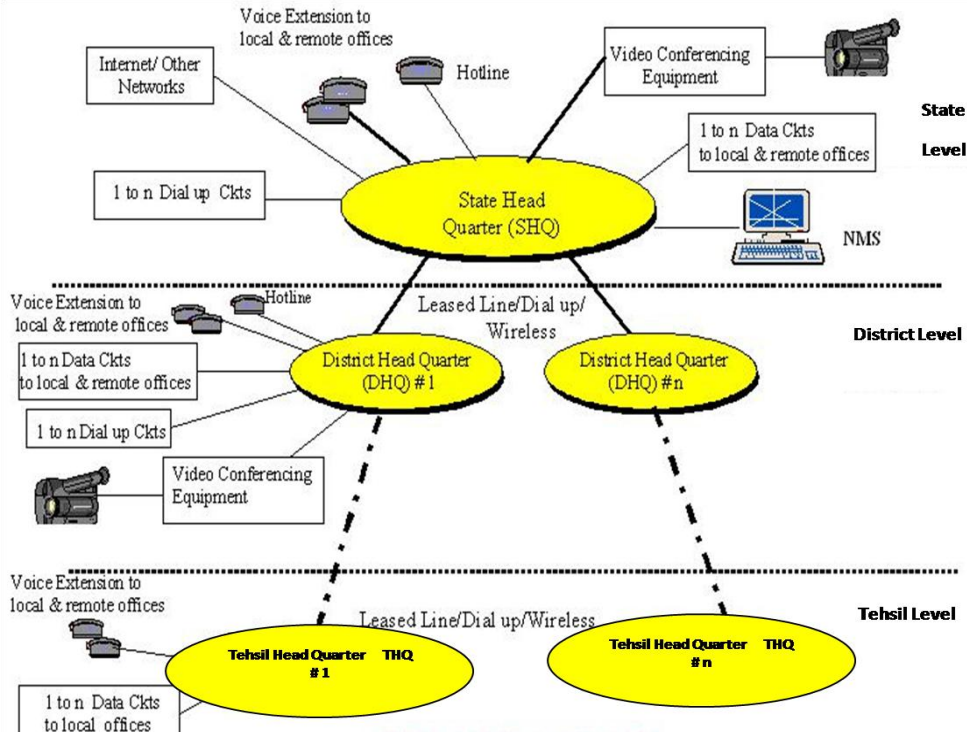 Voice Extension to
local & remote offices
Hotline
Internet/ Other
Networks
Video Conferencing
Equipment
State
Level
1 to n Data Ckts
to local & remote offices
1 to n Dial up Ckts
State Head
Quarter (SHQ)
NMS
Voice Extension to
local & remote offices
Hotline
Leased Line/Dial up/
Wireless
District Level
1 to n Data Ckts
to local & remote offices
District Head Quarter
(DHQ) # 1
District Head Quarter
(DHQ) # n
1 to n Dial up Ckts
Video Conferencing
Equipment
Voice Extension to
local & remote offices
Leased Line/Dial up/Wireless
Tehsil Level
Tehsil Head Quarter THQ
# 1
Tehsil Head Quarter THQ
# n
1 to n Data Ckts
to local offices